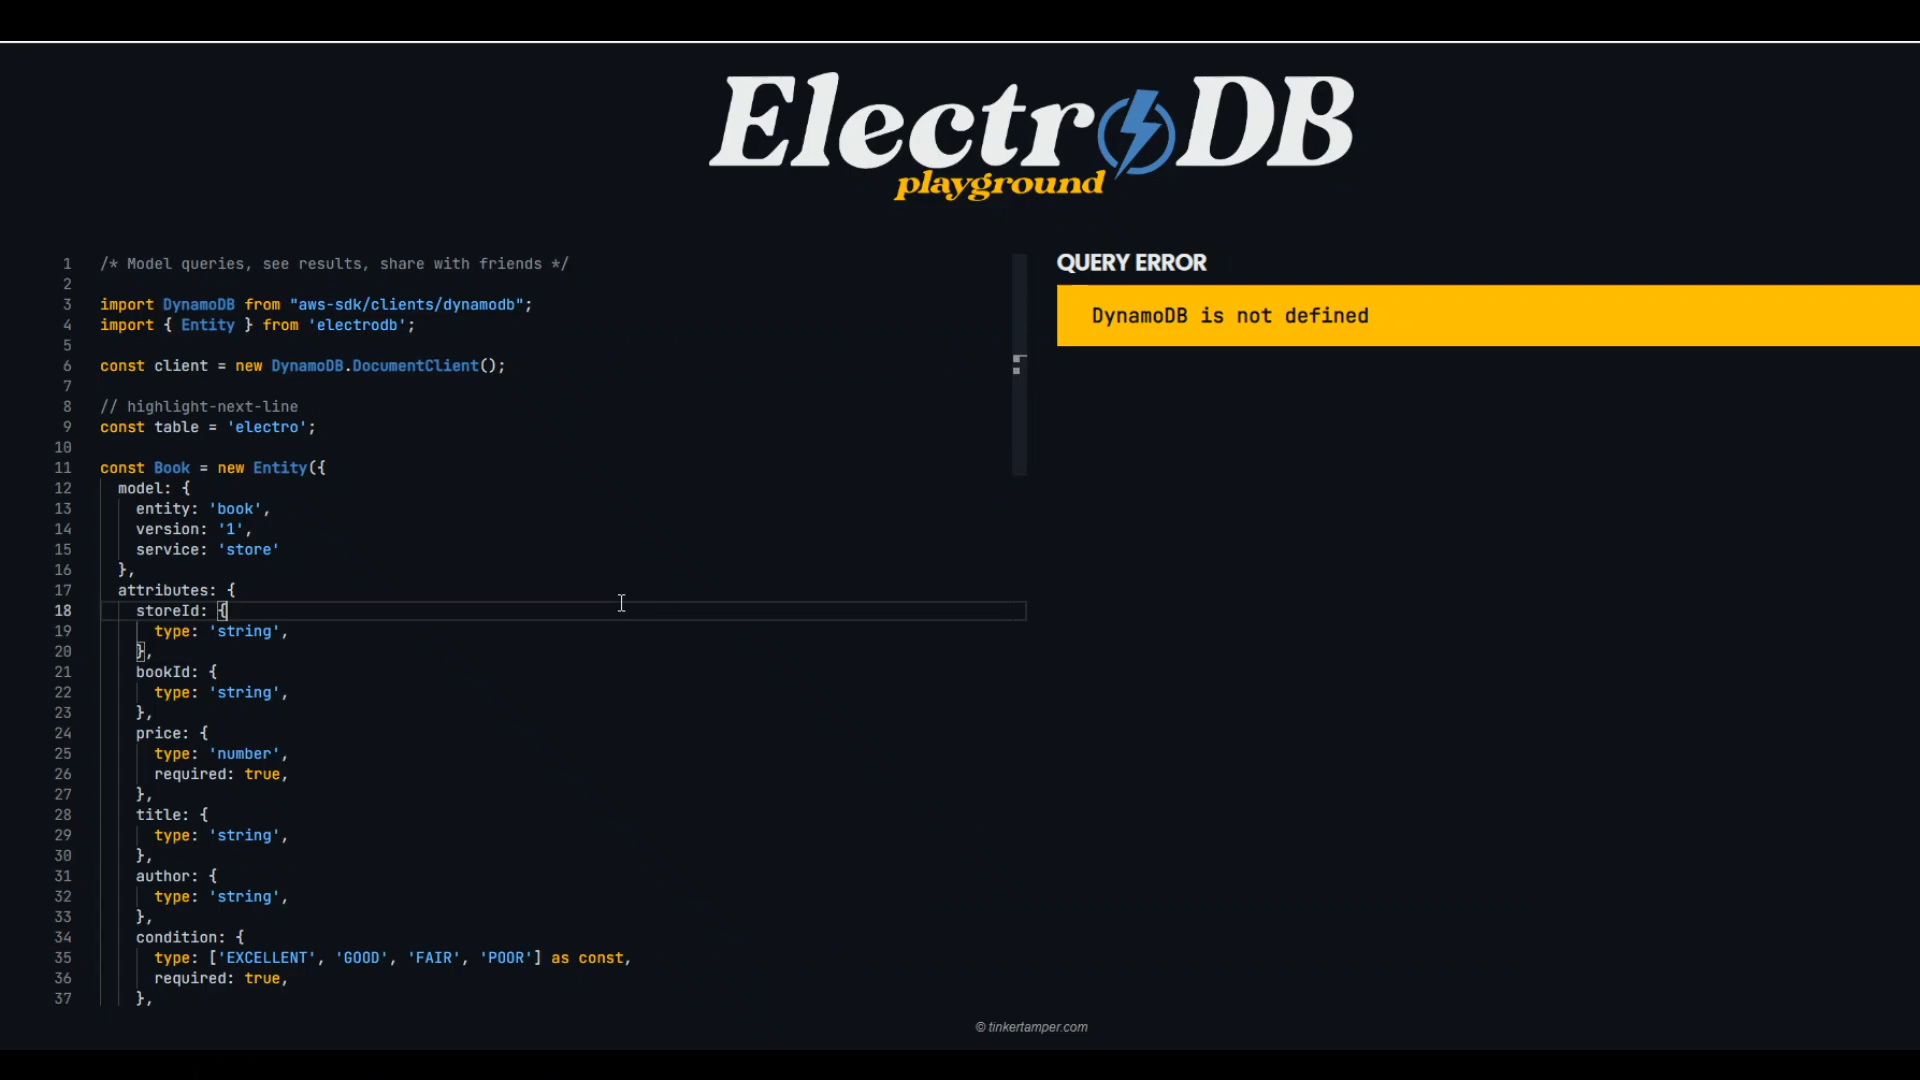 ElectroDB
playground
1 /* Model queries, see results, share with friends */
2
3 import DynamoDB from "aws-sdk/clients/dynamodb";
4 import { Entity } from 'electrodb';
5
6 const client = new DynamoDB.DocumentClient();
7
8 // highlight-next-line
9 const table = 'electro';
10
11 const Book = new Entity({
12 model: {
13 entity: 'book',
14 version: '1',
15 service: 'store'
16 },
17 attributes: {
18 storeId: {
19 type: 'string',
20 },
21 bookId: {
22 type: 'string',
23 },
24 price: {
25 type: 'number',
26 required: true,
27 },
28 title: {
29 type: 'string',
30 },
31 author: {
32 type: 'string',
33 },
34 condition: {
35 type: ['EXCELLENT', 'GOOD', 'FAIR', 'POOR'] as const,
36 required: true,
37 },
QUERY ERROR
DynamoDB is not defined
© tinkertamper.com